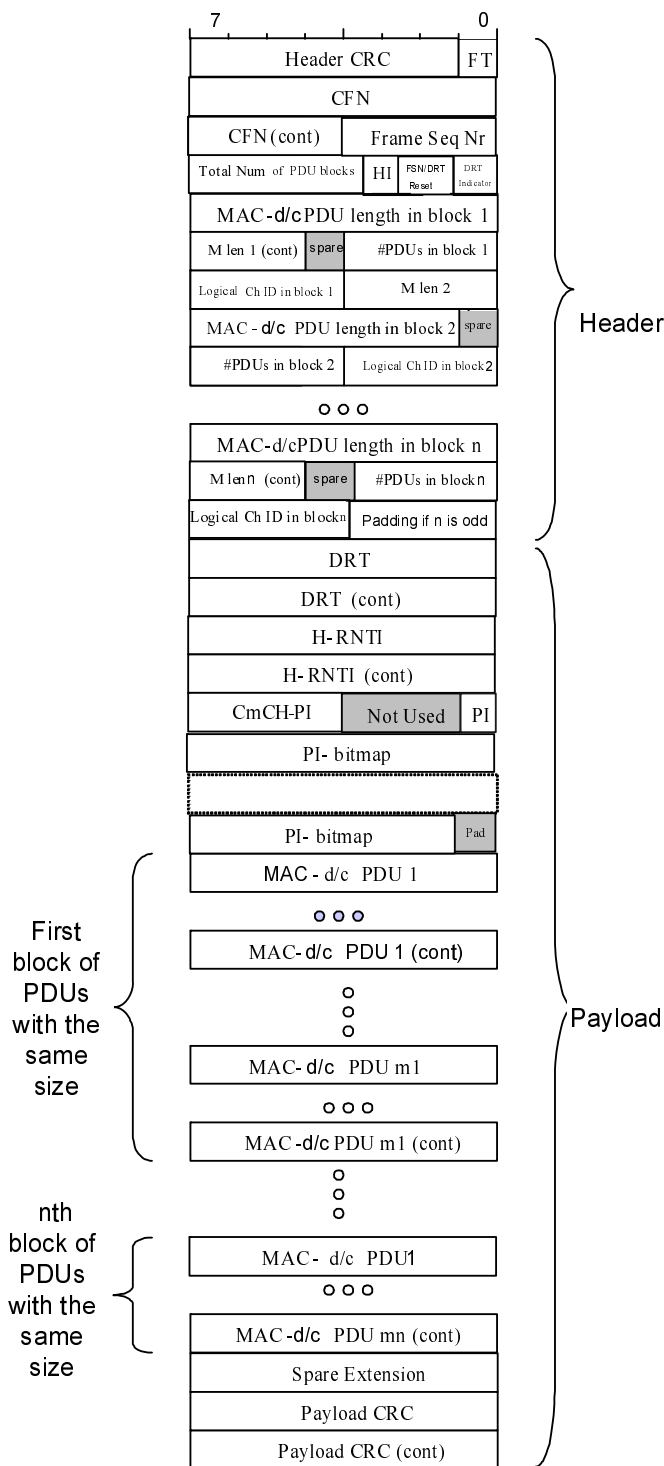 7 0
Header CRC FT
CFN
CFN (cont) Frame Seq Nr
Total Num of PDU blocks HI FSN/DRT Reset DRT Indicator
MAC-d/cPDU length in block 1
M len 1 (cont) spare #PDUs in block 1
Logical Ch ID in block 1 M len 2
MAC - d/c PDU length in block 2 spare
#PDUs in block 2 Logical Ch ID in block2
Header
MAC-d/cPDU length in block n
M lenn (cont) spare #PDUs in blockn
Logical Ch ID in blockn Padding if n is odd
DRT
DRT (cont)
H-RNTI
H-RNTI (cont)
CmCH-PI Not Used PI
PI- bitmap
PI- bitmap Pad
MAC - d/c PDU 1
MAC-d/c PDU 1 (cont)
First
block of
PDUs
with the
same
size
Payload
MAC- d/c PDU m1
MAC-d/c PDU m1 (cont)
nth
block of
PDUs
with the
same
size
MAC- d/c PDU1
MAC -d/c PDU mn (cont)
Spare Extension
Payload CRC
Payload CRC (cont)